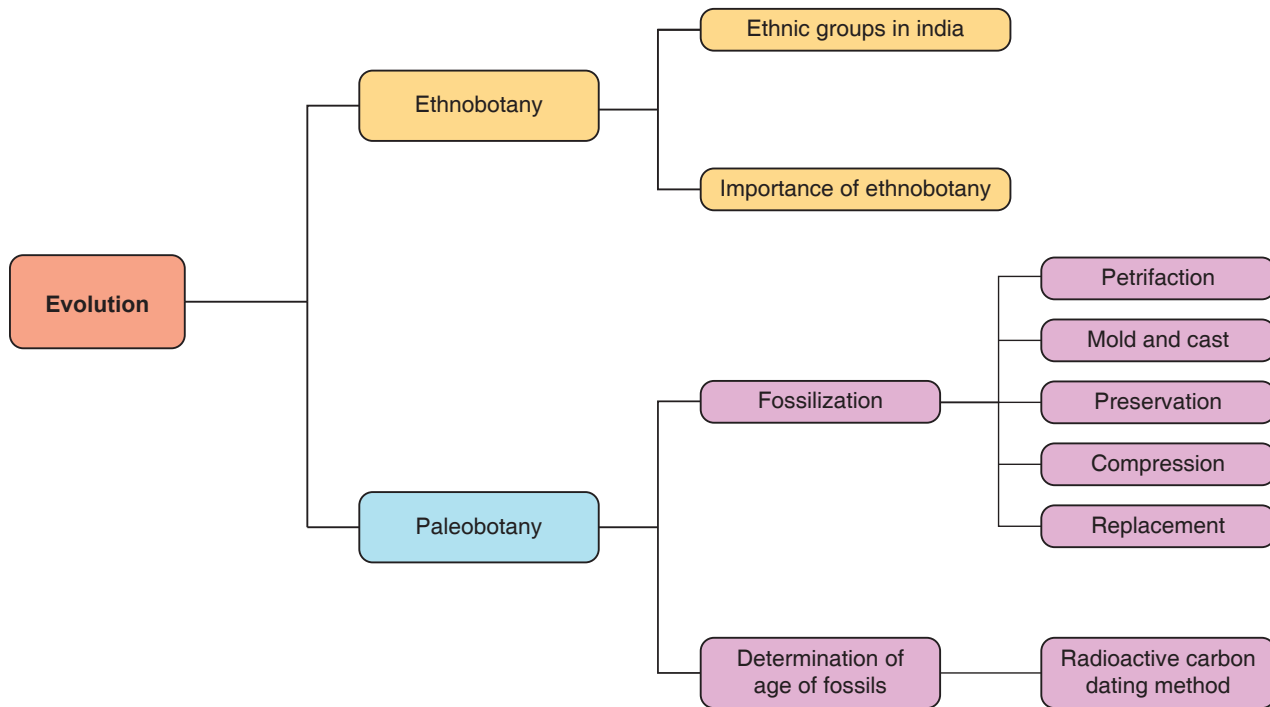 Evolution
Ethnobotany
Ethnic groups in india
Importance of ethnobotany
Paleobotany
Fossilization
Petrifaction
Mold and cast
Preservation
Compression
Replacement
Determination of
age of fossils
Radioactive carbon
dating method